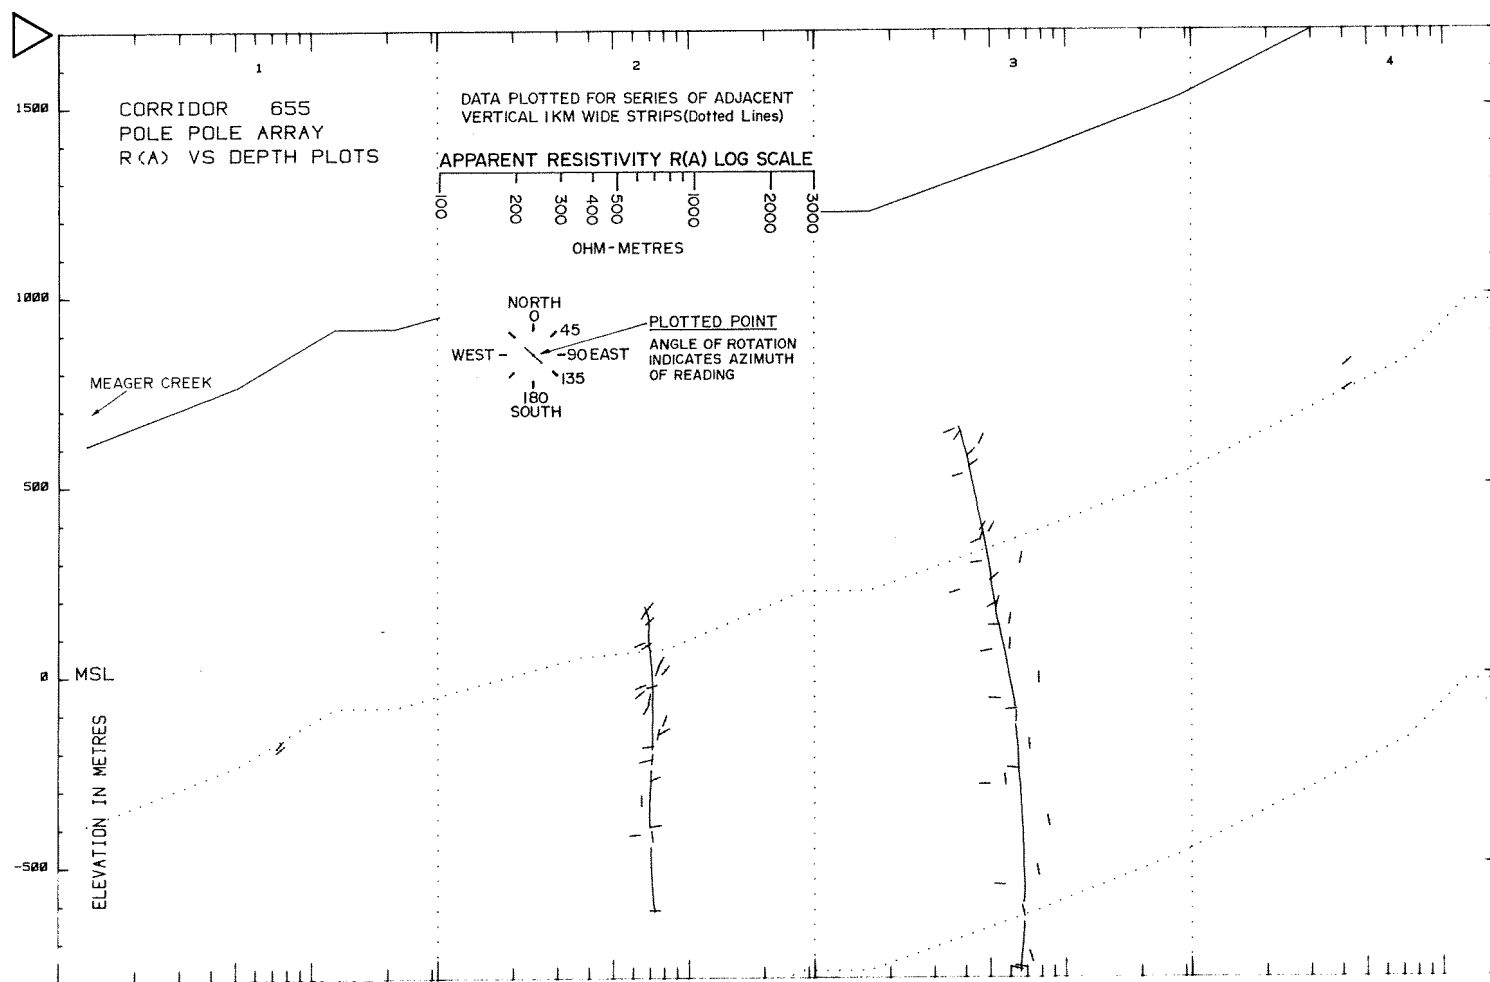 1 2 3 4
CORRIDOR 655
POLE POLE ARRAY
R(A) VS DEPTH PLOTS
DATA PLOTTED FOR SERIES OF ADJACENT
VERTICAL 1KM WIDE STRIPS(Dotted Lines)
APPARENT RESISTIVITY R(A) LOG SCALE
100 200 300 400 500 1000 2000 3000
OHM-METRES
NORTH
0
45
WEST
90 EAST
135
180
SOUTH
PLOTTED POINT
ANGLE OF ROTATION
INDICATES AZIMUTH
OF READING
MEAGER CREEK
1500
1000
500
0 MSL
-500
ELEVATION IN METRES